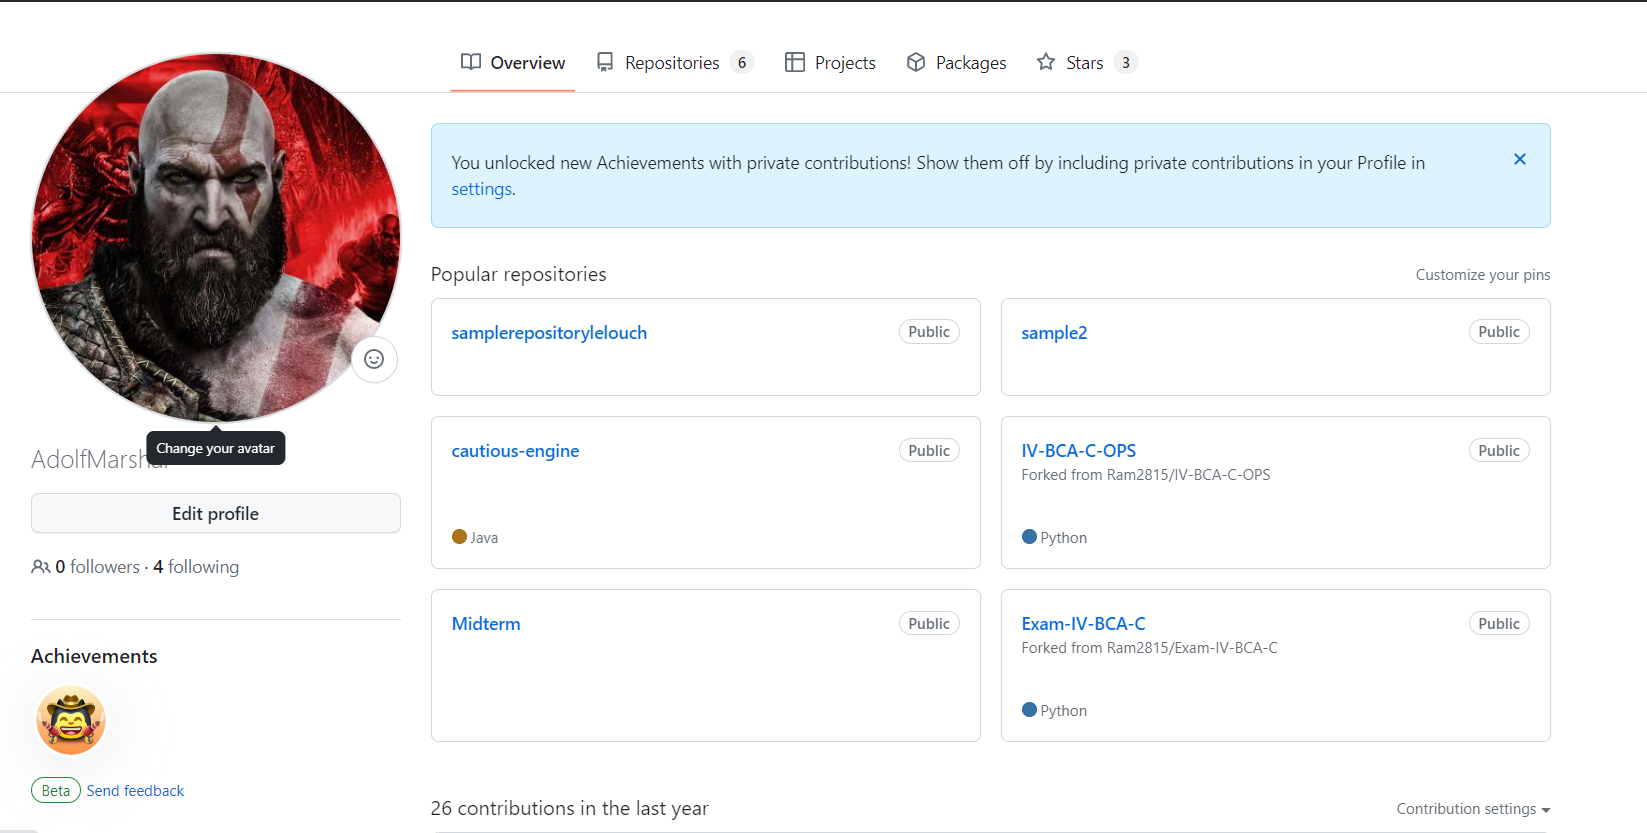 Overview
Repositories 6
Projects
Packages
Stars 3
You unlocked new Achievements with private contributions! Show them off by including private contributions in your Profile in
settings.
Popular repositories
Customize your pins
samplerepositorylelouch
Public
sample2
Public
cautious-engine
Public
Java
IV-BCA-C-OPS
Public
Forked from Ram2815/IV-BCA-C-OPS
Python
Midterm
Public
Exam-IV-BCA-C
Public
Forked from Ram2815/Exam-IV-BCA-C
Python
26 contributions in the last year
Contribution settings
Change your avatar
Edit profile
0 followers · 4 following
Achievements
Beta Send feedback